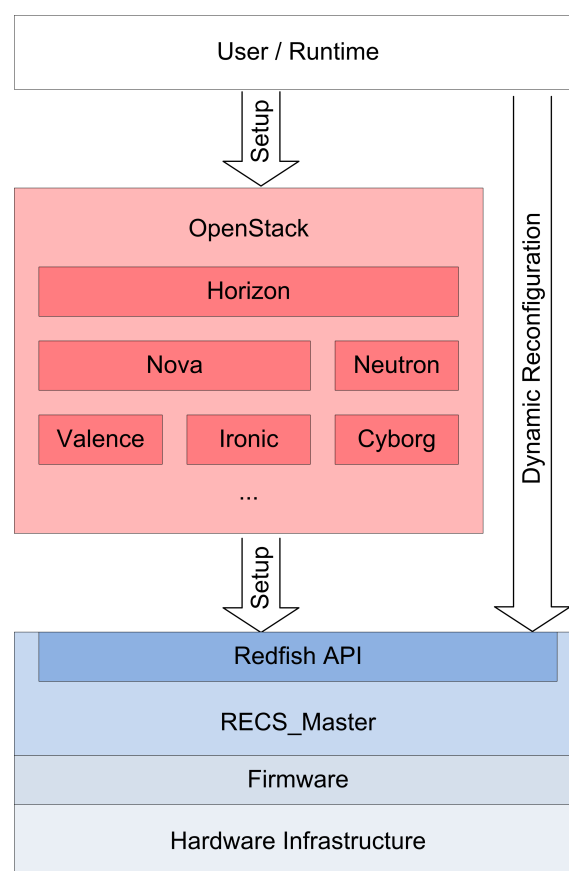 User / Runtime
Setup
Dynamic Reconfiguration
OpenStack
Horizon
Nova
Neutron
Valence
Ironic
Cyborg
...
Setup
Redfish API
RECS_Master
Firmware
Hardware Infrastructure